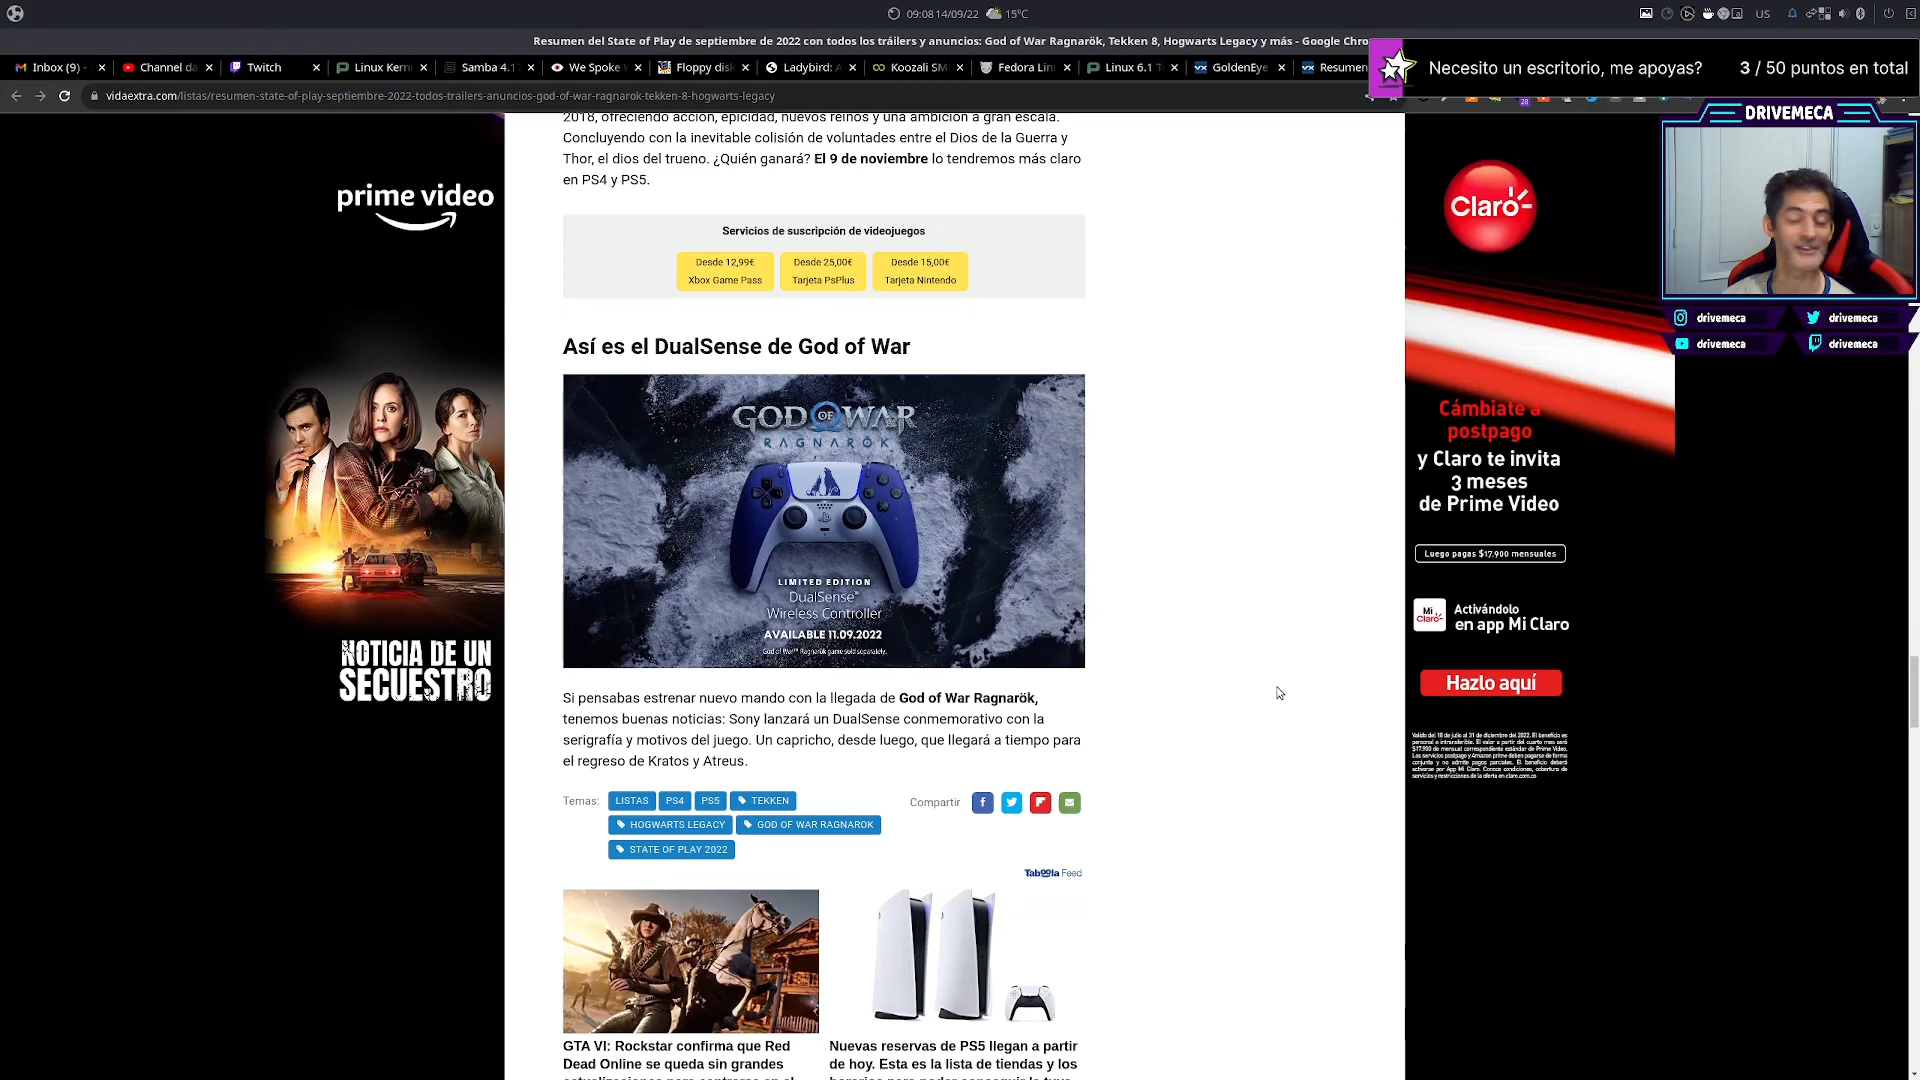 09:08 14/09/22
15°C
US
Resumen del State of Play de septiembre de 2022 con todos los tráilers y anuncios: God of War Ragnarök, Tekken 8, Hogwarts Legacy y más - Google Chro
Inbox (9) -
Channel da
Twitch
Linux Kern
Samba 4.1
We Spoke
Floppy disk
Ladybird: A
Koozali SM
Fedora Lin
Linux 6.1 T
GoldenEye
Resumen
Necesito un escritorio, me apoyas?
3 / 50 puntos en total
vidaextra.com/listas/resumen-state-of-play-septiembre-2022-todos-trailers-anuncios-god-of-war-ragnarok-tekken-8-hogwarts-legacy
28
DRIVEMECA
drivemeca
drivemeca
drivemeca
drivemeca
prime video
NOTICIA DE UN
SECUESTRO
2018, ofreciendo acción, epicidad, nuevos reinos y una ambición a gran escala.
Concluyendo con la inevitable colisión de voluntades entre el Dios de la Guerra y
Thor, el dios del trueno. ¿Quién ganará? El 9 de noviembre lo tendremos más claro
en PS4 y PS5.
Servicios de suscripción de videojuegos
Desde 12,99€
Xbox Game Pass
Desde 25,00€
Tarjeta PsPlus
Desde 15,00€
Tarjeta Nintendo
Así es el DualSense de God of War
GOD OF WAR
RAGNARÖK
LIMITED EDITION
DualSense™
Wireless Controller
AVAILABLE 11.09.2022
God of War™ Ragnarök game sold separately.
Si pensabas estrenar nuevo mando con la llegada de God of War Ragnarök,
tenemos buenas noticias: Sony lanzará un DualSense conmemorativo con la
serigrafía y motivos del juego. Un capricho, desde luego, que llegará a tiempo para
el regreso de Kratos y Atreus.
Temas:
LISTAS
PS4
PS5
TEKKEN
HOGWARTS LEGACY
GOD OF WAR RAGNAROK
STATE OF PLAY 2022
Compartir
Taboola Feed
GTA VI: Rockstar confirma que Red
Dead Online se queda sin grandes
Nuevas reservas de PS5 llegan a partir
de hoy. Esta es la lista de tiendas y los
Claro
Cámbiate a
postpago
y Claro te invita
3 meses
de Prime Video
Luego pagas $17.900 mensuales
Mi
Claro
Activándolo
en app Mi Claro
Hazlo aquí